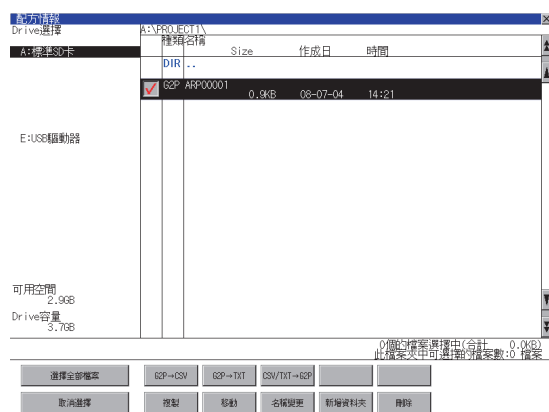 配方情報
Drive選擇
A:\PROJECT1\
A:標準SD卡
種類 名稱 Size 作成日 時間
DIR ..
G2P ARP00001 0.9KB 08-07-04 14:21
E:USB驅動器
可用空間
2.9GB
Drive容量
3.7GB
0個的檔案選擇中(合計 0.0KB)
此檔案夾中可選擇的檔案數:0 檔案
選擇全部檔案 G2P→CSV G2P→TXT CSV/TXT→G2P
取消選擇 複製 移動 名稱變更 新增資料夾 刪除